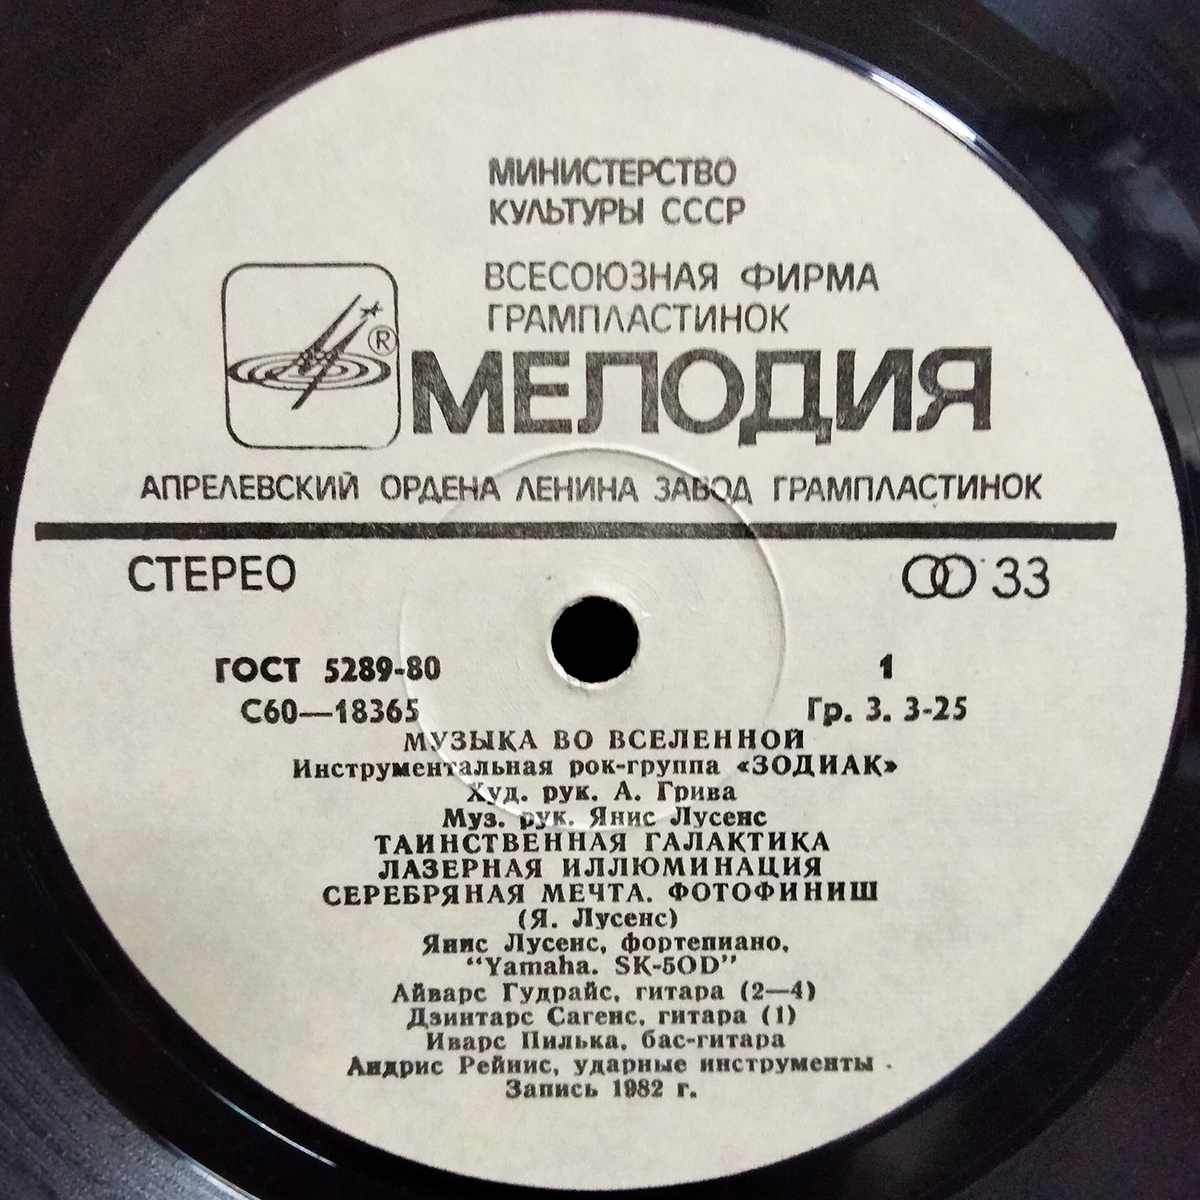 МИНИСТЕРСТВО
КУЛЬТУРЫ СССР
ВСЕСОЮЗНАЯ ФИРМА
ГРАМПЛАСТИНОК
®
МЕЛОДИЯ
АПРЕЛЕВСКИЙ ОРДЕНА ЛЕНИНА ЗАВОД ГРАМПЛАСТИНОК
СТЕРЕО 33
ГОСТ 5289-80 1
С60—18365 Гр. 3. 3-25
МУЗЫКА ВО ВСЕЛЕННОЙ
Инструментальная рок-группа «ЗОДИАК»
Худ. рук. А. Грива
Муз. рук. Янис Лусенс
ТАИНСТВЕННАЯ ГАЛАКТИКА
ЛАЗЕРНАЯ ИЛЛЮМИНАЦИЯ
СЕРЕБРЯНАЯ МЕЧТА. ФОТОФИНИШ
(Я. Лусенс)
Янис Лусенс, фортепиано,
“Yamaha. SK-50D”
Айварс Гудрайс, гитара (2—4)
Дзинтарс Сагенс, гитара (1)
Иварс Пилька, бас-гитара
Андрис Рейнис, ударные инструменты.
Запись 1982 г.